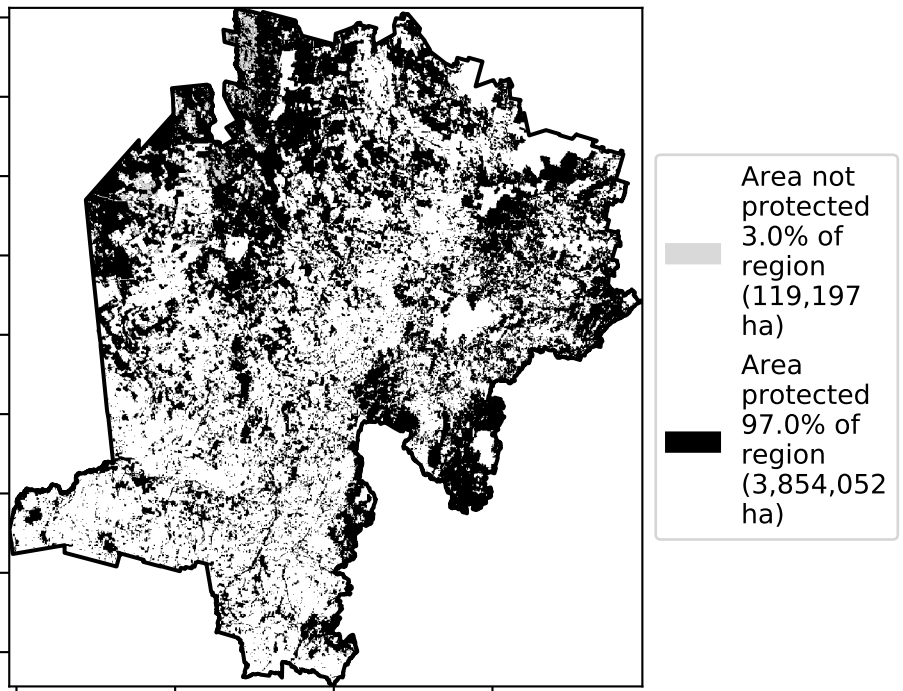 Area not
protected
3.0% of
region
(119,197
ha)
Area
protected
97.0% of
region
(3,854,052
ha)